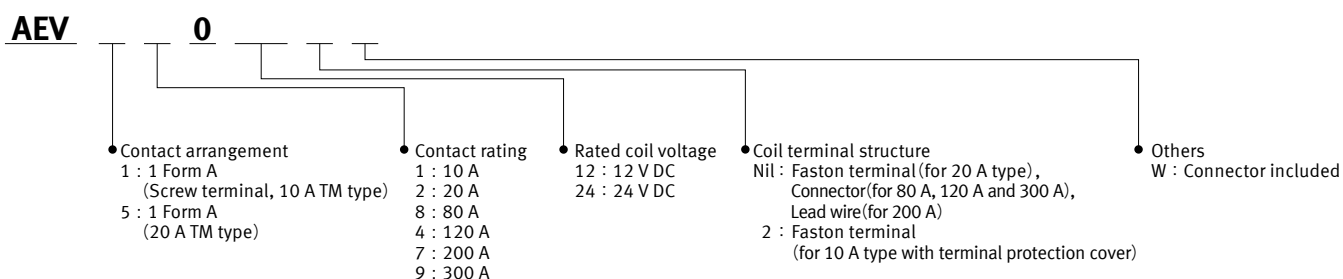 AEV 0
Contact arrangement
1 : 1 Form A
(Screw terminal, 10 A TM type)
5 : 1 Form A
(20 A TM type)
Contact rating
1 : 10 A
2 : 20 A
8 : 80 A
4 : 120 A
7 : 200 A
9 : 300 A
Rated coil voltage
12 : 12 V DC
24 : 24 V DC
Coil terminal structure
Nil : Faston terminal (for 20 A type),
Connector (for 80 A, 120 A and 300 A),
Lead wire (for 200 A)
2 : Faston terminal
(for 10 A type with terminal protection cover)
Others
W : Connector included